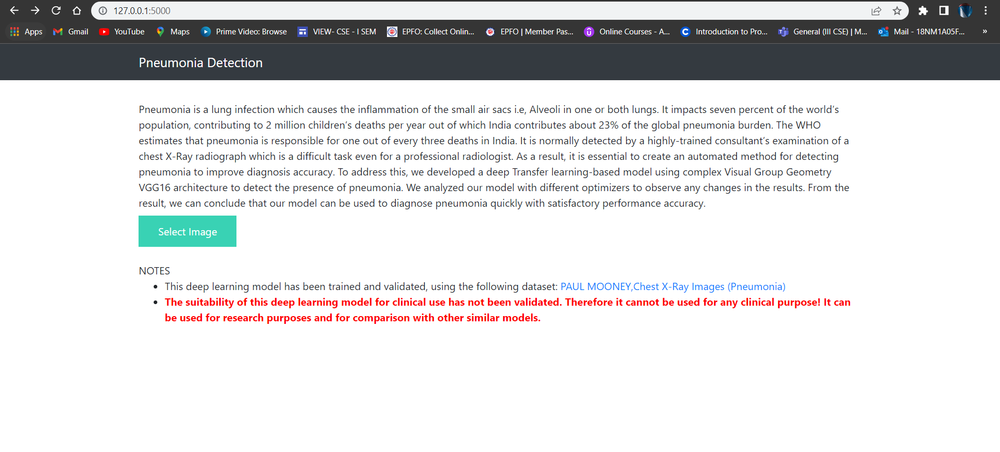 127.0.0.1:5000
Apps Gmail YouTube Maps Prime Video: Browse VIEW- CSE - I SEM EPFO: Collect Onlin... EPFO | Member Pas... Online Courses - A... Introduction to Pro... General (III CSE) | M... Mail - 18NM1A05F... »
Pneumonia Detection
Pneumonia is a lung infection which causes the inflammation of the small air sacs i.e, Alveoli in one or both lungs. It impacts seven percent of the world’s
population, contributing to 2 million children’s deaths per year out of which India contributes about 23% of the global pneumonia burden. The WHO
estimates that pneumonia is responsible for one out of every three deaths in India. It is normally detected by a highly-trained consultant’s examination of a
chest X-Ray radiograph which is a difficult task even for a professional radiologist. As a result, it is essential to create an automated method for detecting
pneumonia to improve diagnosis accuracy. To address this, we developed a deep Transfer learning-based model using complex Visual Group Geometry
VGG16 architecture to detect the presence of pneumonia. We analyzed our model with different optimizers to observe any changes in the results. From the
result, we can conclude that our model can be used to diagnose pneumonia quickly with satisfactory performance accuracy.
Select Image
NOTES
• This deep learning model has been trained and validated, using the following dataset: PAUL MOONEY,Chest X-Ray Images (Pneumonia)
• The suitability of this deep learning model for clinical use has not been validated. Therefore it cannot be used for any clinical purpose! It can
be used for research purposes and for comparison with other similar models.